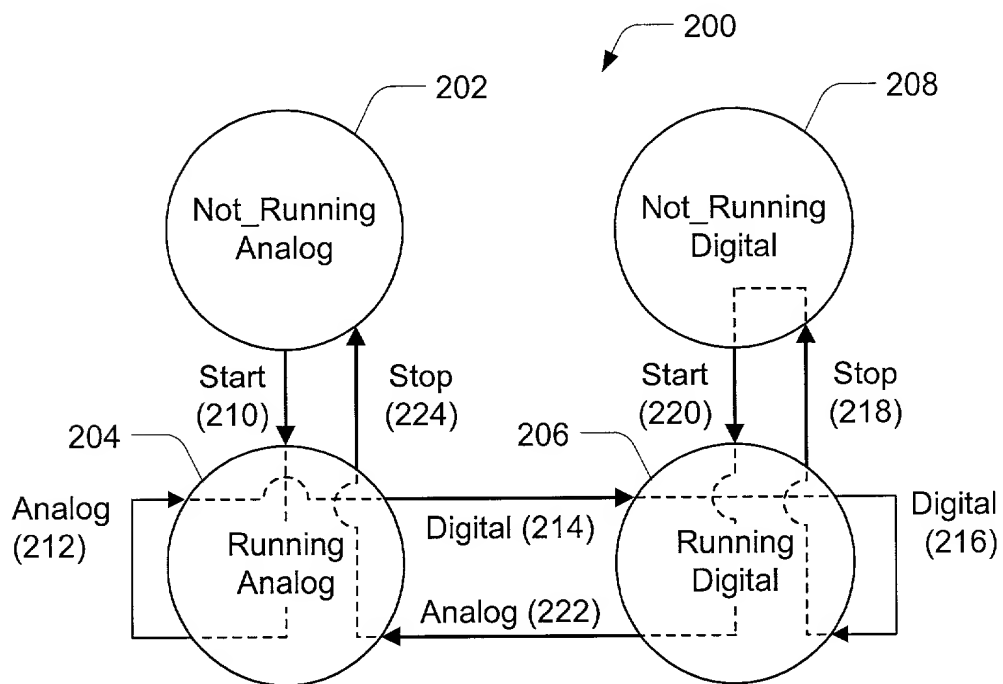 200
202
208
Not_Running
Analog
Not_Running
Digital
Start
(210)
Stop
(224)
Start
(220)
Stop
(218)
204
206
Analog
(212)
Running
Analog
Digital (214)
Analog (222)
Running
Digital
Digital
(216)